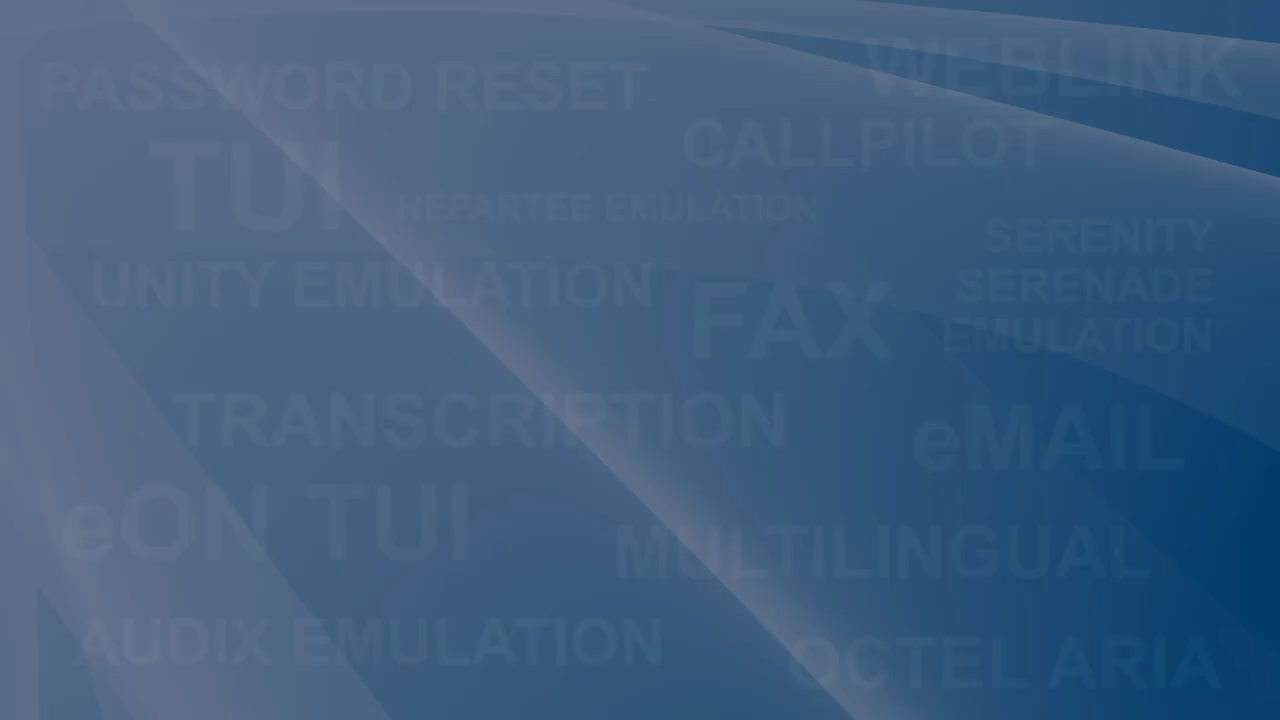 PASSWORD RESET
WEBLINK
CALLPILOT
TUI
REPARTEE EMULATION
SERENITY
SERENADE
EMULATION
UNITY EMULATION
FAX
TRANSCRIPTION
eMAIL
eON TUI
MULTILINGUAL
AUDIX EMULATION
OCTEL ARIA